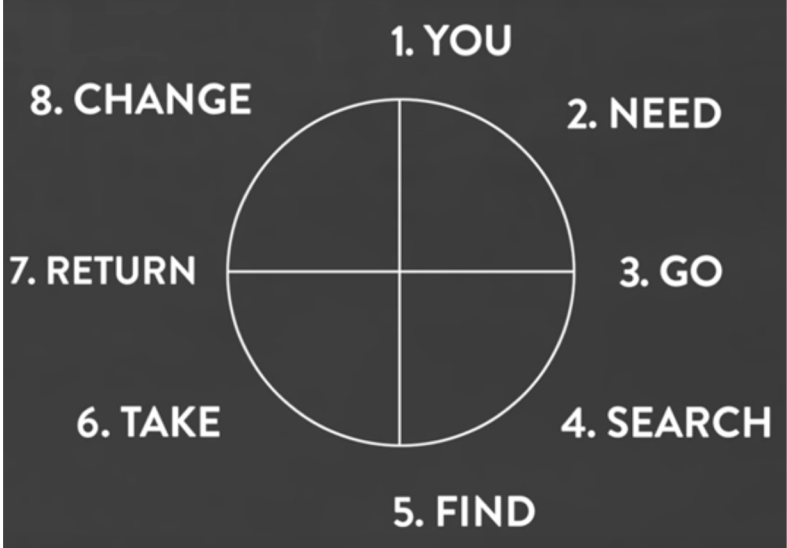 1. YOU
2. NEED
3. GO
4. SEARCH
5. FIND
6. TAKE
7. RETURN
8. CHANGE